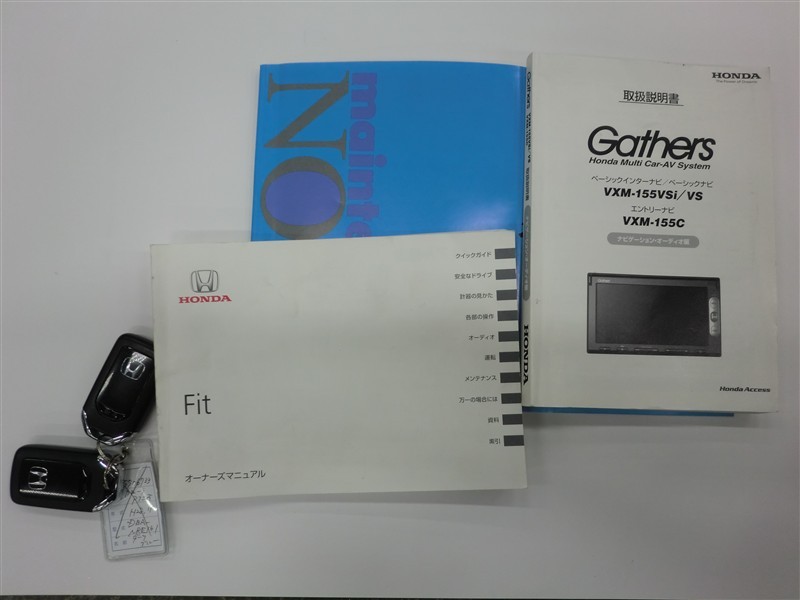 mainte
NO
HONDA
The Power of Dreams
取扱説明書
Gathers
Honda Multi Car-AV System
ベーシックインターナビ/ベーシックナビ
VXM-155VSi/VS
エントリーナビ
VXM-155C
ナビゲーション・オーディオ編
Honda Access
Gathers
HONDA
HONDA
クイックガイド
安全なドライブ
計器の見かた
各部の操作
オーディオ
運転
メンテナンス
万一の場合には
資料
索引
Fit
オーナーズマニュアル